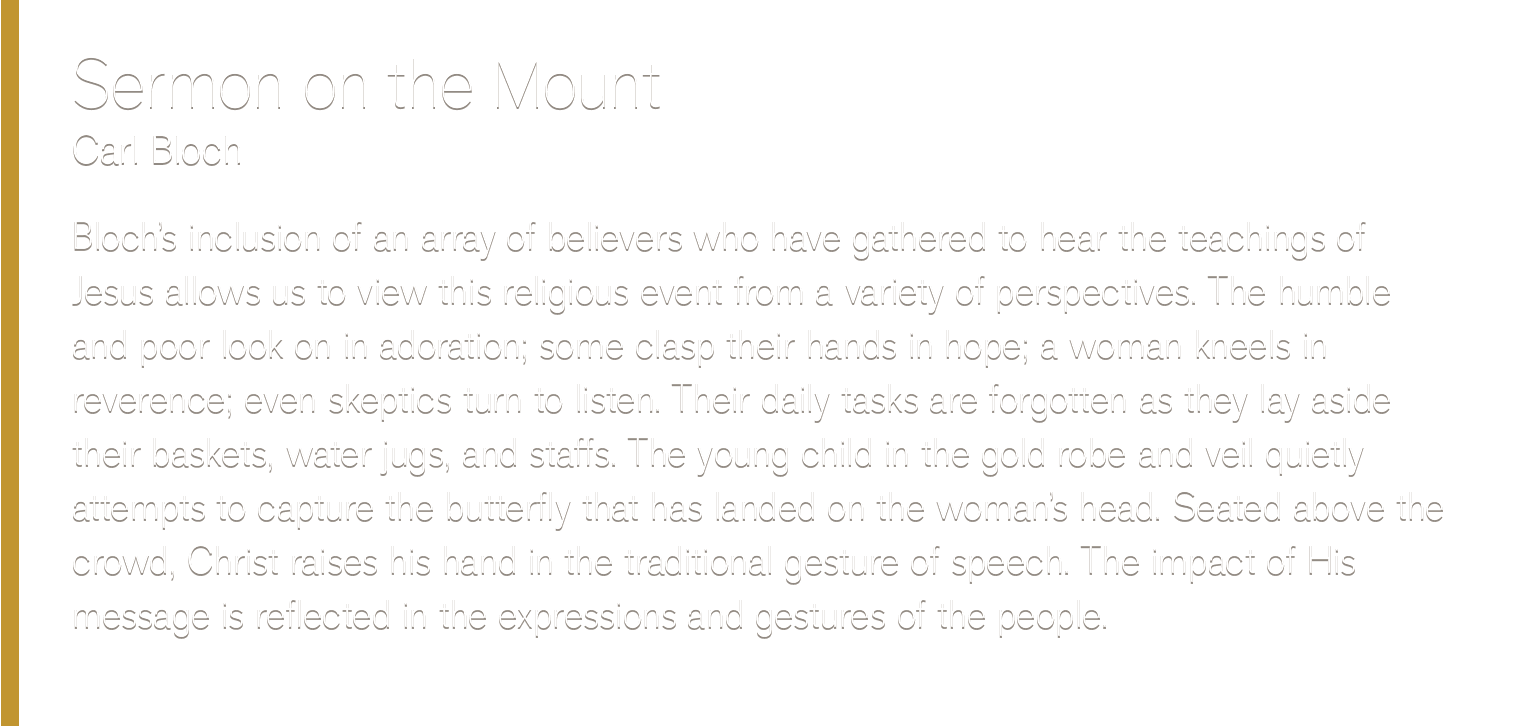 Sermon on the Mount
Carl Bloch
Bloch’s inclusion of an array of believers who have gathered to hear the teachings of
Jesus allows us to view this religious event from a variety of perspectives. The humble
and poor look on in adoration; some clasp their hands in hope; a woman kneels in
reverence; even skeptics turn to listen. Their daily tasks are forgotten as they lay aside
their baskets, water jugs, and staffs. The young child in the gold robe and veil quietly
attempts to capture the butterfly that has landed on the woman’s head. Seated above the
crowd, Christ raises his hand in the traditional gesture of speech. The impact of His
message is reflected in the expressions and gestures of the people.